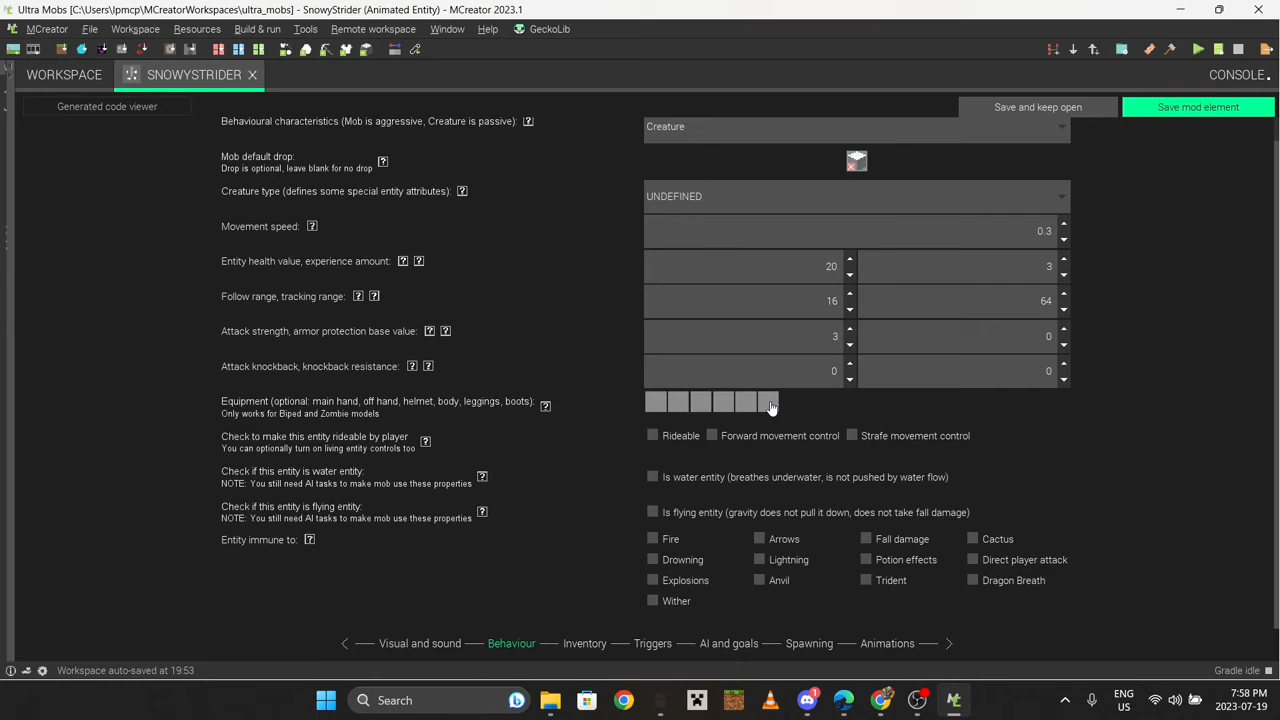 Ultra Mobs - [C:\Users\lpmcp\MCreatorWorkspaces\ultra_mobs] - SnowyStrider (Animated Entity) - MCreator 2023.1
MCreator File Workspace Resources Build & run Tools Remote workspace Window Help GeckoLib
WORKSPACE SNOWYSTRIDER CONSOLE
Generated code viewer Save and keep open Save mod element
Behavioural characteristics (Mob is aggressive, Creature is passive): ? Creature
Mob default drop:
Drop is optional, leave blank for no drop ?
Creature type (defines some special entity attributes): ? UNDEFINED
Movement speed: ? 0.3
Entity health value, experience amount: ? ? 20 3
Follow range, tracking range: ? ? 16 64
Attack strength, armor protection base value: ? ? 3 0
Attack knockback, knockback resistance: ? ? 0 0
Equipment (optional: main hand, off hand, helmet, body, leggings, boots): ?
Only works for Biped and Zombie models
Check to make this entity rideable by player ? Rideable Forward movement control Strafe movement control
You can optionally turn on living entity controls too
Check if this entity is water entity: ? Is water entity (breathes underwater, is not pushed by water flow)
NOTE: You still need AI tasks to make mob use these properties
Check if this entity is flying entity: ? Is flying entity (gravity does not pull it down, does not take fall damage)
NOTE: You still need AI tasks to make mob use these properties
Entity immune to: ? Fire Arrows Fall damage Cactus
Drowning Lightning Potion effects Direct player attack
Explosions Anvil Trident Dragon Breath
Wither
Visual and sound Behaviour Inventory Triggers AI and goals Spawning Animations
Workspace auto-saved at 19:53 Gradle idle
Search 1 ENG US 7:58 PM 2023-07-19